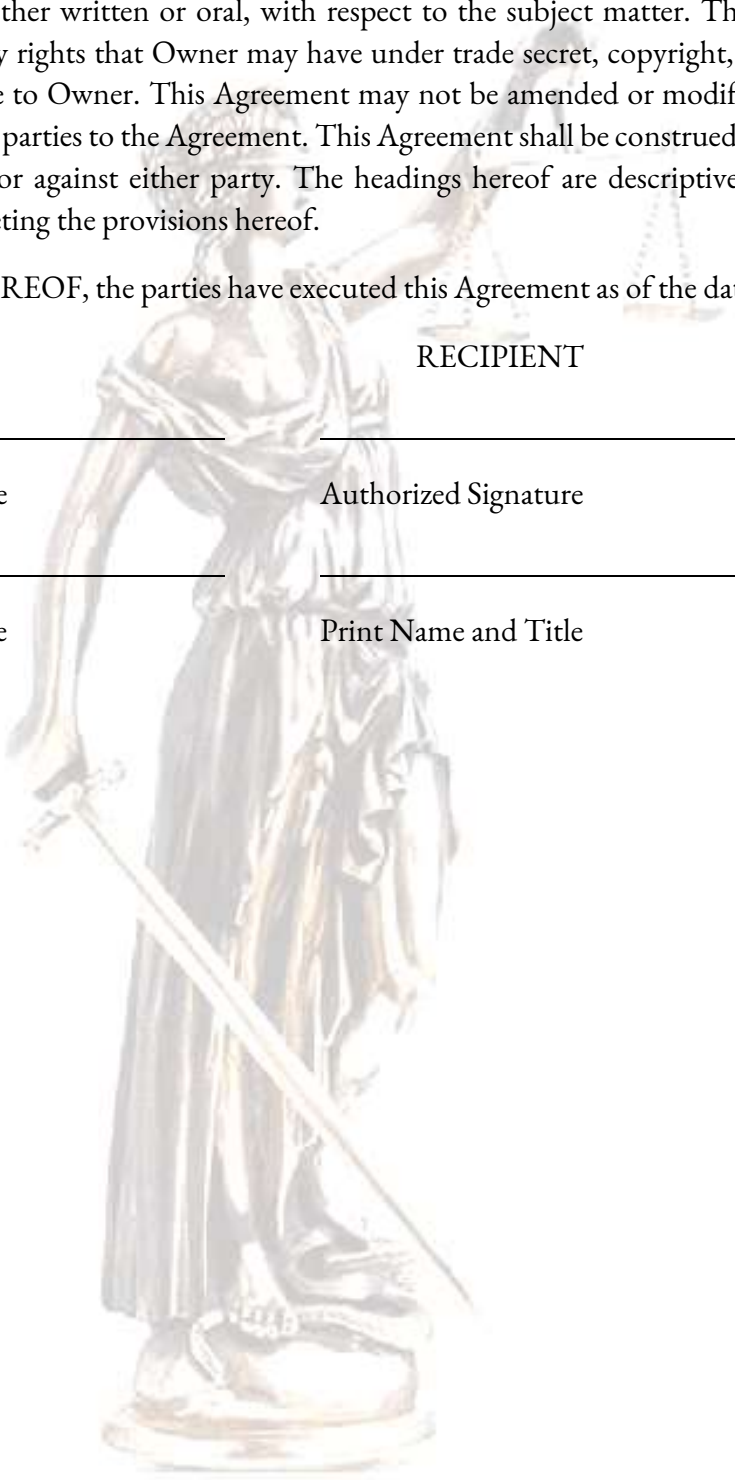 ther written or oral, with respect to the subject matter. Th
y rights that Owner may have under trade secret, copyright,
e to Owner. This Agreement may not be amended or modif
parties to the Agreement. This Agreement shall be construed
or against either party. The headings hereof are descriptive
eting the provisions hereof.
REOF, the parties have executed this Agreement as of the da
RECIPIENT
e Authorized Signature
e Print Name and Title